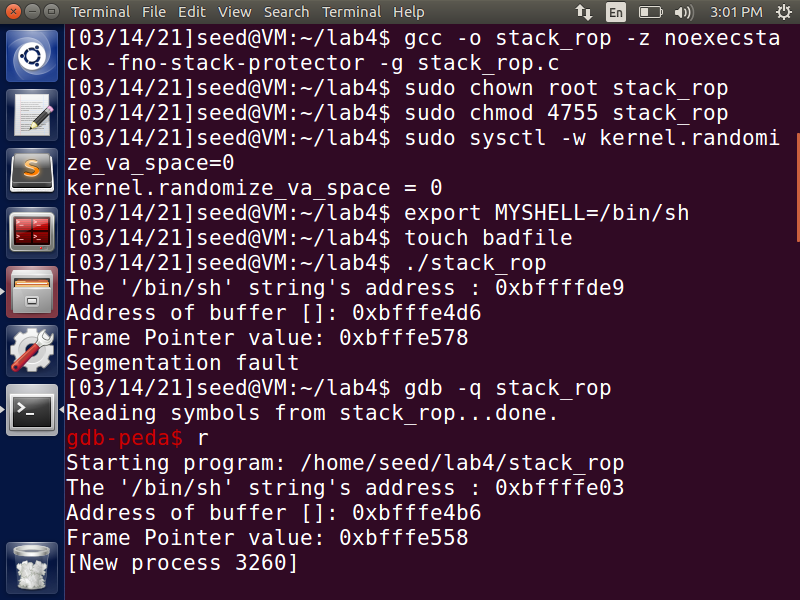 Terminal File Edit View Search Terminal Help En 3:01 PM
[03/14/21]seed@VM:~/lab4$ gcc -o stack_rop -z noexecsta
ck -fno-stack-protector -g stack_rop.c
[03/14/21]seed@VM:~/lab4$ sudo chown root stack_rop
[03/14/21]seed@VM:~/lab4$ sudo chmod 4755 stack_rop
[03/14/21]seed@VM:~/lab4$ sudo sysctl -w kernel.randomi
ze_va_space=0
kernel.randomize_va_space = 0
[03/14/21]seed@VM:~/lab4$ export MYSHELL=/bin/sh
[03/14/21]seed@VM:~/lab4$ touch badfile
[03/14/21]seed@VM:~/lab4$ ./stack_rop
The '/bin/sh' string's address : 0xbffffde9
Address of buffer []: 0xbfffe4d6
Frame Pointer value: 0xbfffe578
Segmentation fault
[03/14/21]seed@VM:~/lab4$ gdb -q stack_rop
Reading symbols from stack_rop...done.
gdb-peda$ r
Starting program: /home/seed/lab4/stack_rop
The '/bin/sh' string's address : 0xbffffe03
Address of buffer []: 0xbfffe4b6
Frame Pointer value: 0xbfffe558
[New process 3260]